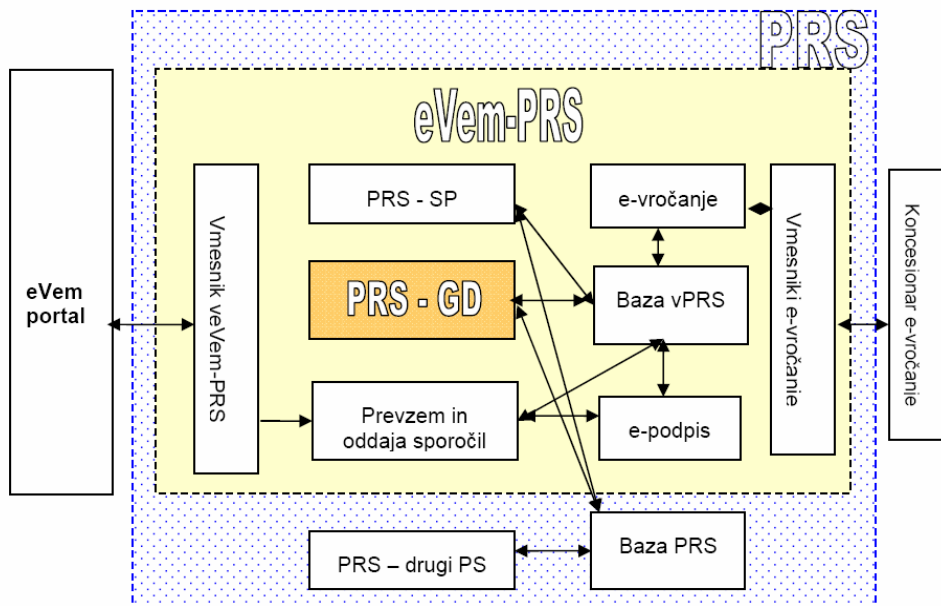 PRS
eVem-PRS
eVem
portal
Vmesnik veVem-PRS
PRS - SP
PRS - GD
Prevzem in
oddaja sporočil
e-vročanje
Baza vPRS
e-podpis
Vmesniki e-vročanje
Koncesionar e-vročanje
PRS – drugi PS
Baza PRS